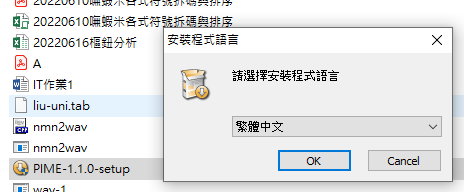 20220610嘸蝦米各式符號拆碼與排序
20220610嘸蝦米各式符號拆碼與排序
20220616樞紐分析
A
IT作業1
liu-uni.tab
nmn2wav
nmn2wav
PIME-1.1.0-setup
wav-1
安裝程式語言
請選擇安裝程式語言
繁體中文
OK
Cancel